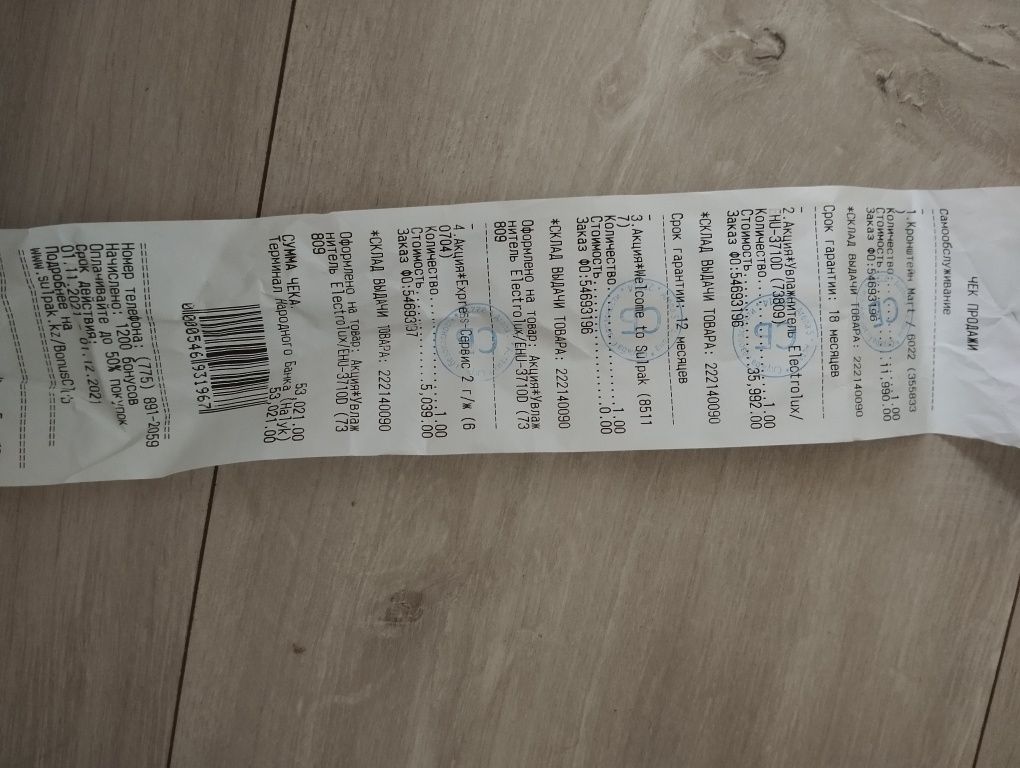 ЧЕК ПРОДАЖИ
Самообслуживание
-
1.Кронштейн Matt / 6022 (355833
)
Количество...............1.00
Стоимость..........11,990.00
Заказ ФО:54693196
*СКЛАД ВЫДАЧИ ТОВАРА: 222140090
Срок гарантии: 18 месяцев
-
2.Акция*Увлажнитель Electrolux/
EHU-3710D (73809)
Количество...............1.00
Стоимость..........35,992.00
Заказ ФО:54693196
*СКЛАД ВЫДАЧИ ТОВАРА: 222140090
Срок гарантии: 12 месяцев
-
3.Акция*Welcome to Sulpak (8511
7)
Количество...............1.00
Стоимость................0.00
Заказ ФО:54693196
*СКЛАД ВЫДАЧИ ТОВАРА: 222140090
Оформлено на товар: Акция*Увлаж
нитель Electrolux/EHU-3710D (73
809
-
4.Акция*Express Сервис 2 г/ж (6
0704)
Количество...............1.00
Стоимость...........5,039.00
Заказ ФО:5469
*СКЛАД ВЫДАЧИ ТОВАРА: 222140090
Оформлено на товар: Акция*Увлаж
нитель Electrolux/EHU-3710D (73
809
СУММА ЧЕКА 53,021.00
Терминал Народного банка (Halyk)
53,021.00
Номер телефона: (775) 891-2059
Начислено: 1200 бонусов
Оплачивайте до 50% покупок
Срок действия:
Подробнее на
www.sulpak.kz/